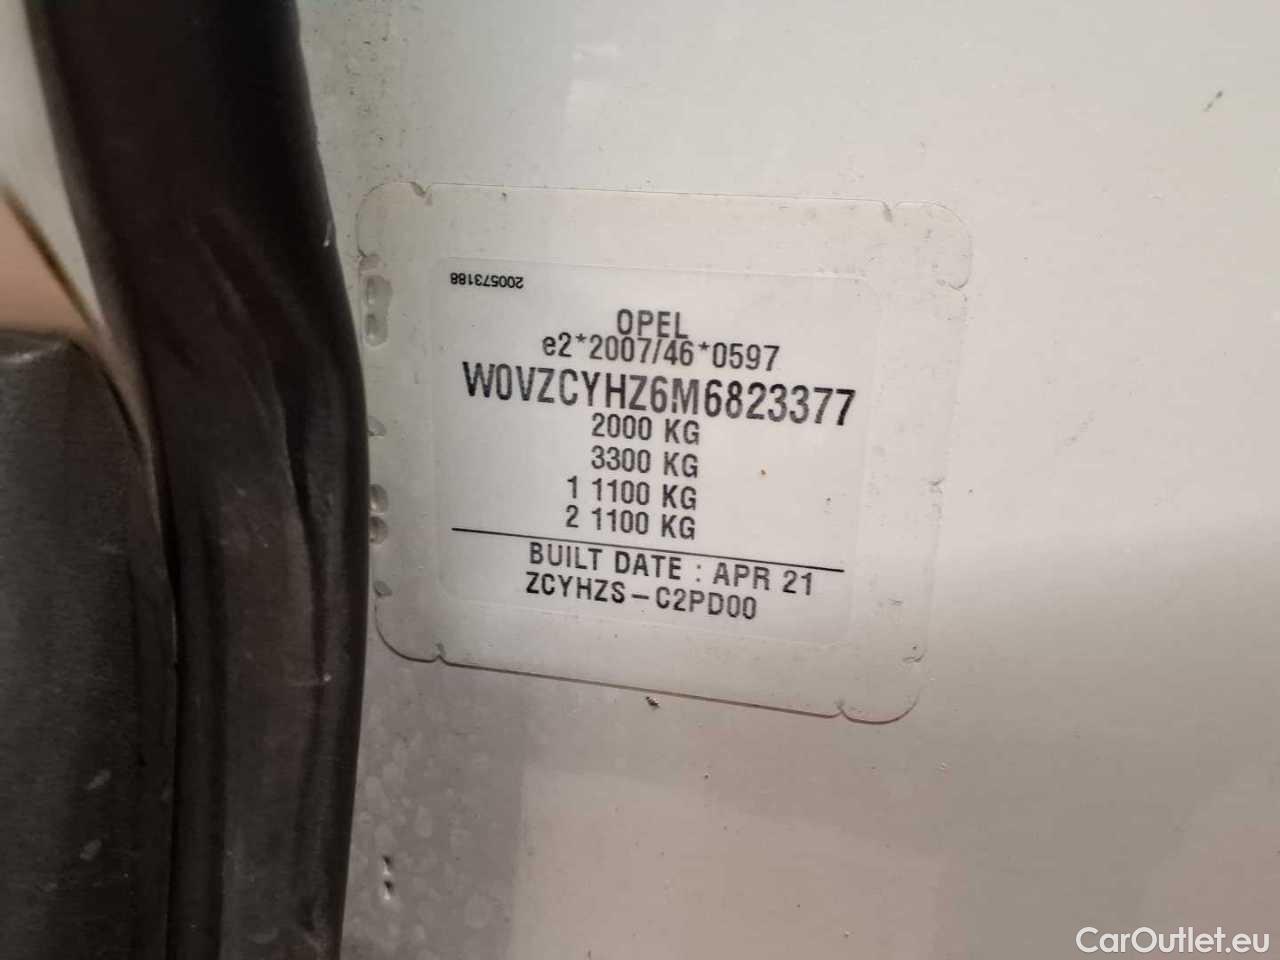 200573188
OPEL
e2*2007/46*0597
W0VZCYHZ6M6823377
2000 KG
3300 KG
1 1100 KG
2 1100 KG
BUILT DATE : APR 21
ZCYHZS-C2PD00
CarOutlet.eu